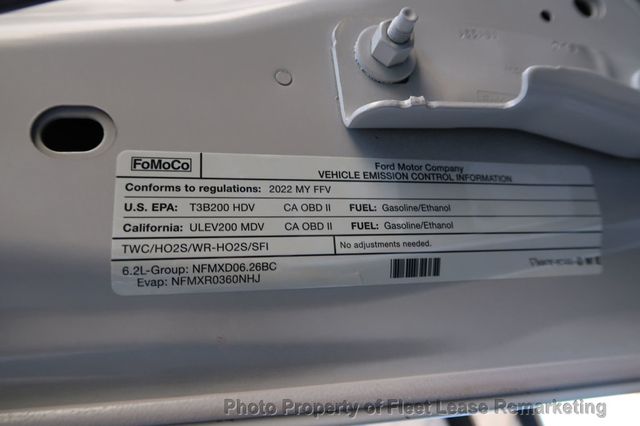 FoMoCo
Ford Motor Company
VEHICLE EMISSION CONTROL INFORMATION
Conforms to regulations: 2022 MY FFV
U.S. EPA: T3B200 HDV CA OBD II FUEL: Gasoline/Ethanol
California: ULEV200 MDV CA OBD II FUEL: Gasoline/Ethanol
TWC/HO2S/WR-HO2S/SFI No adjustments needed.
6.2L-Group: NFMXD06.26BC
Evap: NFMXR0360NHJ
Photo Property of Fleet Lease Remarketing